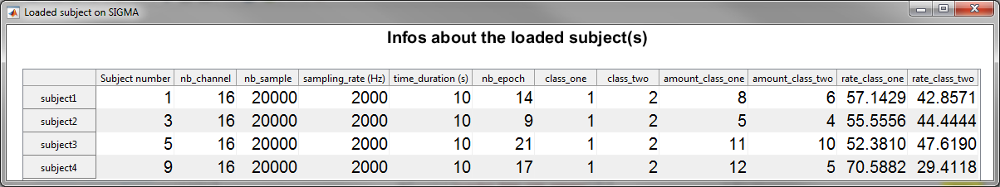 Loaded subject on SIGMA
Infos about the loaded subject(s)
Subject number nb_channel nb_sample sampling_rate (Hz) time_duration (s) nb_epoch class_one class_two amount_class_one amount_class_two rate_class_one rate_class_two
subject1 1 16 20000 2000 10 14 1 2 8 6 57.1429 42.8571
subject2 3 16 20000 2000 10 9 1 2 5 4 55.5556 44.4444
subject3 5 16 20000 2000 10 21 1 2 11 10 52.3810 47.6190
subject4 9 16 20000 2000 10 17 1 2 12 5 70.5882 29.4118